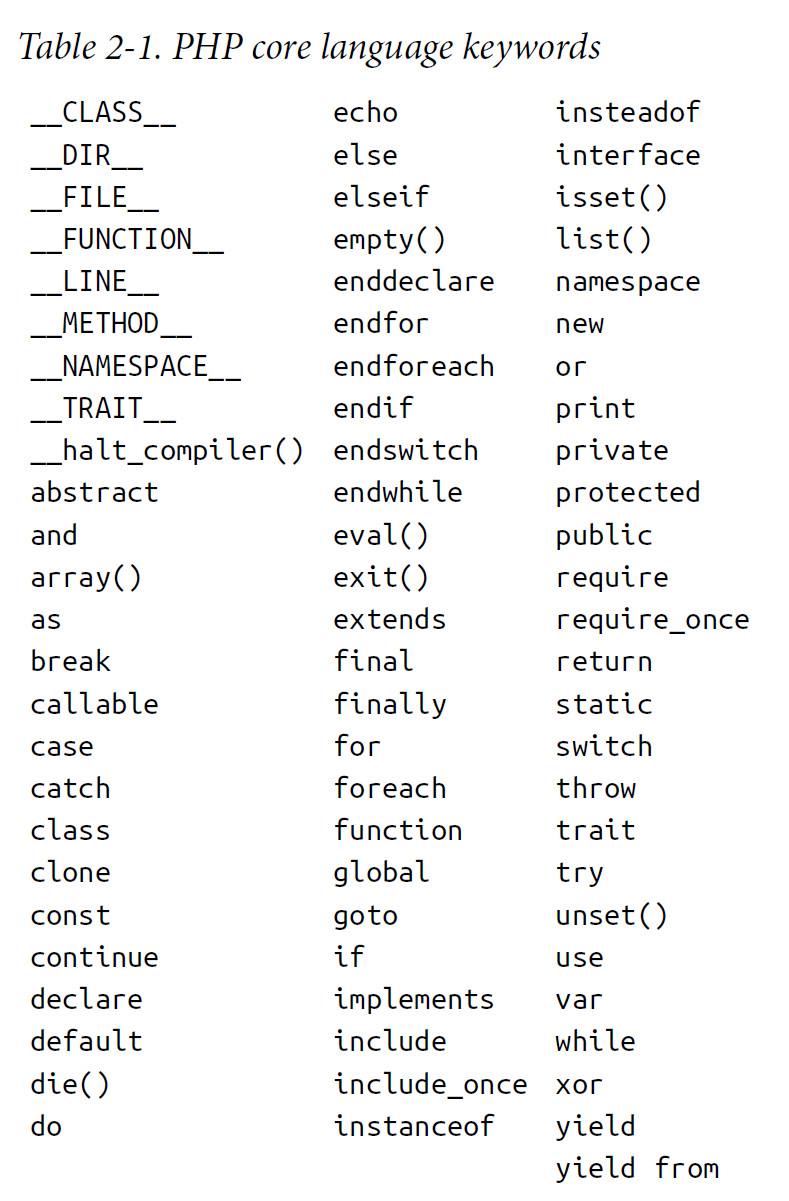 Table 2-1. PHP core language keywords
__CLASS__ echo insteadof
__DIR__ else interface
__FILE__ elseif isset()
__FUNCTION__ empty() list()
__LINE__ enddeclare namespace
__METHOD__ endfor new
__NAMESPACE__ endforeach or
__TRAIT__ endif print
__halt_compiler() endswitch private
abstract endwhile protected
and eval() public
array() exit() require
as extends require_once
break final return
callable finally static
case for switch
catch foreach throw
class function trait
clone global try
const goto unset()
continue if use
declare implements var
default include while
die() include_once xor
do instanceof yield
yield from